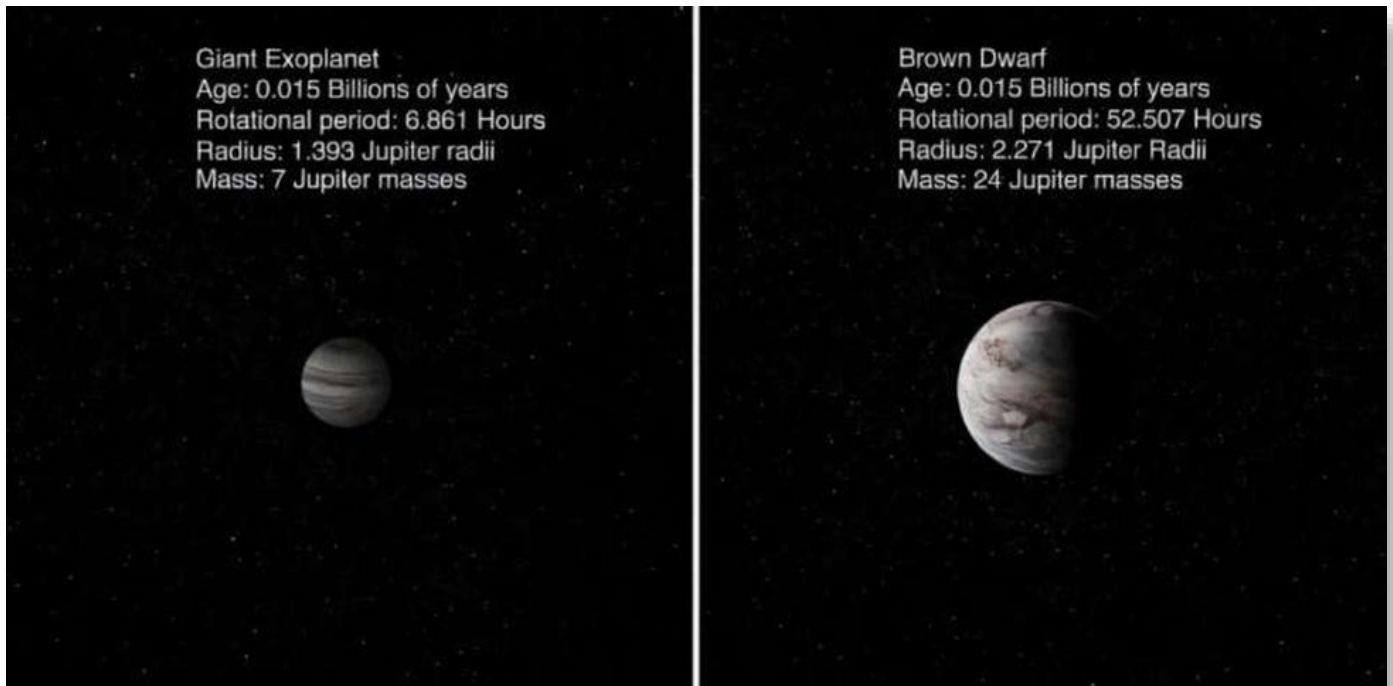 Giant Exoplanet
Age: 0.015 Billions of years
Rotational period: 6.861 Hours
Radius: 1.393 Jupiter radii
Mass: 7 Jupiter masses
Brown Dwarf
Age: 0.015 Billions of years
Rotational period: 52.507 Hours
Radius: 2.271 Jupiter Radii
Mass: 24 Jupiter masses